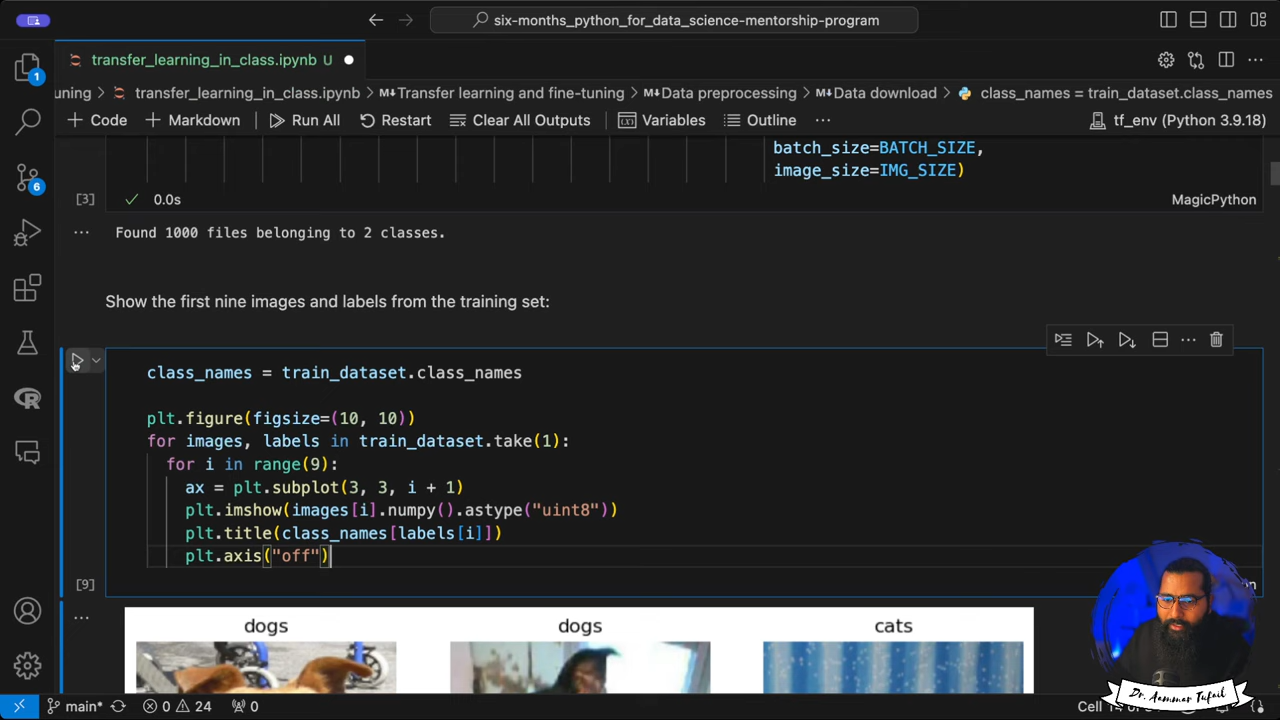 six-months_python_for_data_science-mentorship-program
transfer_learning_in_class.ipynb U
1
uning > transfer_learning_in_class.ipynb > M↓Transfer learning and fine-tuning > M↓Data preprocessing > M↓Data download > class_names = train_dataset.class_names
+ Code + Markdown Run All Restart Clear All Outputs Variables Outline ... tf_env (Python 3.9.18)
batch_size=BATCH_SIZE,
image_size=IMG_SIZE)
6
[3] 0.0s MagicPython
Found 1000 files belonging to 2 classes.
Show the first nine images and labels from the training set:
class_names = train_dataset.class_names
plt.figure(figsize=(10, 10))
for images, labels in train_dataset.take(1):
for i in range(9):
ax = plt.subplot(3, 3, i + 1)
plt.imshow(images[i].numpy().astype("uint8"))
plt.title(class_names[labels[i]])
plt.axis("off")
[9]
dogs dogs cats
main* 0 24 0
Dr. Aammar Tufail